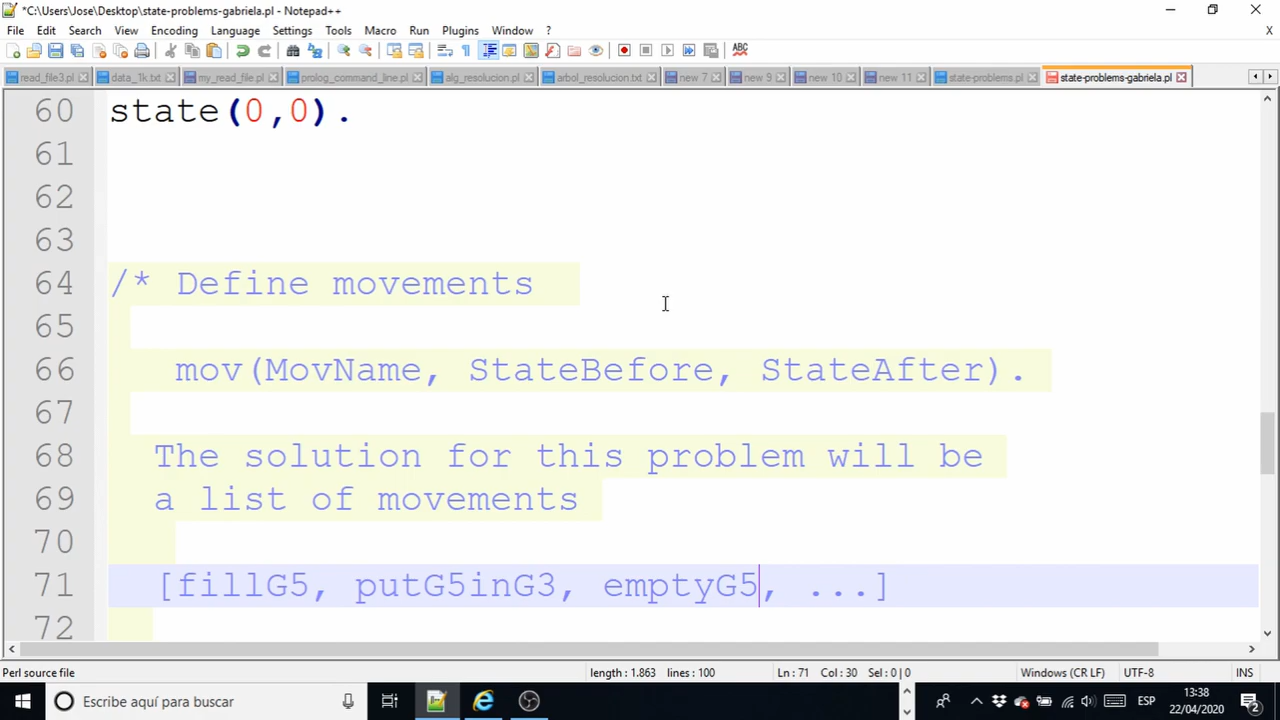 *C:\Users\Jose\Desktop\state-problems-gabriela.pl - Notepad++
File Edit Search View Encoding Language Settings Tools Macro Run Plugins Window ?
X
read_file3.pl data_1k.txt my_read_file.pl prolog_command_line.pl alg_resolucion.pl arbol_resolucion.txt new 7 new 9 new 10 new 11 state-problems.pl state-problems-gabriela.pl
60 state(0,0).
61
62
63
64 /* Define movements
65
66 mov(MovName, StateBefore, StateAfter).
67
68 The solution for this problem will be
69 a list of movements
70
71 [fillG5, putG5inG3, emptyG5, ...]
72
Perl source file length : 1.863 lines : 100 Ln : 71 Col : 30 Sel : 0 | 0 Windows (CR LF) UTF-8 INS
Escribe aquí para buscar ESP 13:38
22/04/2020 2